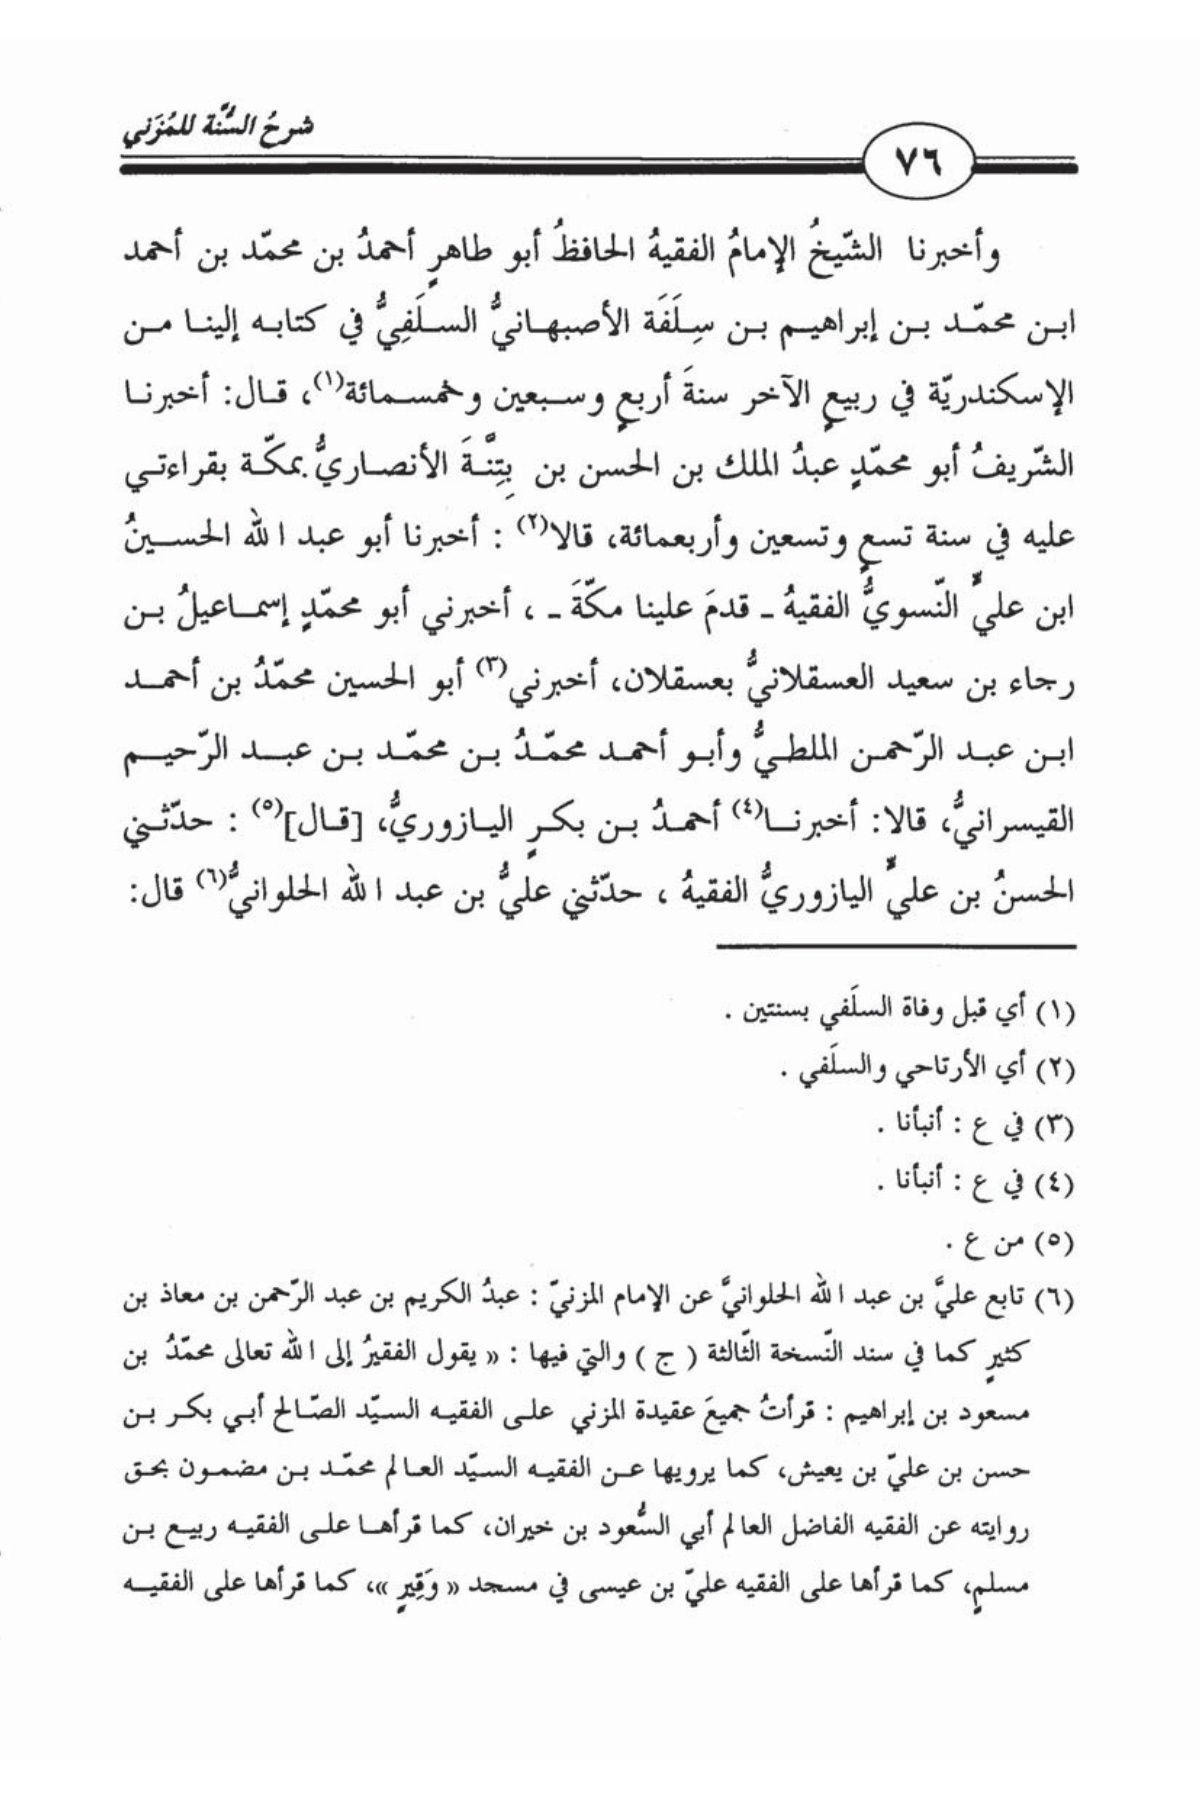 شرحُ السُّنَّة للمُزَني
٧٦
وأخبرنا الشّيخُ الإمامُ الفقيهُ الحافظُ أبو طاهرٍ أحمدُ بن محمّد بن أحمد
ابن محمّد بن إبراهيم بن سِلَفَة الأصبهانيُّ السلَفِيُّ في كتابه إلينا من
الإسكندريّة في ربيعٍ الآخر سنةَ أربعٍ وسبعين وخمسمائة(١)، قال: أخبرنا
الشّريفُ أبو محمّدٍ عبدُ الملك بن الحسن بن بِتِنَّةَ الأنصاريُّ بمكّة بقراءتي
عليه في سنة تسعٍ وتسعين وأربعمائة، قالا(٢) : أخبرنا أبو عبد الله الحسينُ
ابن عليٍّ النّسويُّ الفقيهُ ـ قدمَ علينا مكّةَ ـ ، أخبرني أبو محمّدٍ إسماعيلُ بن
رجاء بن سعيد العسقلانيُّ بعسقلان، أخبرني(٣) أبو الحسين محمّدُ بن أحمد
ابن عبد الرّحمن الملطيُّ وأبو أحمد محمّدُ بن محمّد بن عبد الرّحيم
القيسرانيُّ، قالا: أخبرنا(٤) أحمدُ بن بكرٍ اليازوريُّ، [قال](٥) : حدّثني
الحسنُ بن عليٍّ اليازوريُّ الفقيهُ ، حدّثني عليُّ بن عبد الله الحلوانيُّ(٦) قال:
(١) أي قبل وفاة السلَفي بسنتين .
(٢) أي الأرتاحي والسلَفي .
(٣) في ع : أنبأنا .
(٤) في ع : أنبأنا .
(٥) من ع .
(٦) تابع عليَّ بن عبد الله الحلوانيَّ عن الإمام المزنيّ : عبدُ الكريم بن عبد الرّحمن بن معاذ بن
كثيرٍ كما في سند النّسخة الثّالثة ( ج ) والتي فيها : « يقول الفقيرُ إلى الله تعالى محمّدُ بن
مسعود بن إبراهيم : قرأتُ جميعَ عقيدة المزني على الفقيه السيّد الصّالح أبي بكر بن
حسن بن عليّ بن يعيش، كما يرويها عن الفقيه السيّد العالم محمّد بن مضمون بحق
روايته عن الفقيه الفاضل العالم أبي السُّعود بن خيران، كما قرأها على الفقيه ربيع بن
مسلمٍ، كما قرأها على الفقيه عليّ بن عيسى في مسجد « وَقِيرٍ »، كما قرأها على الفقيه